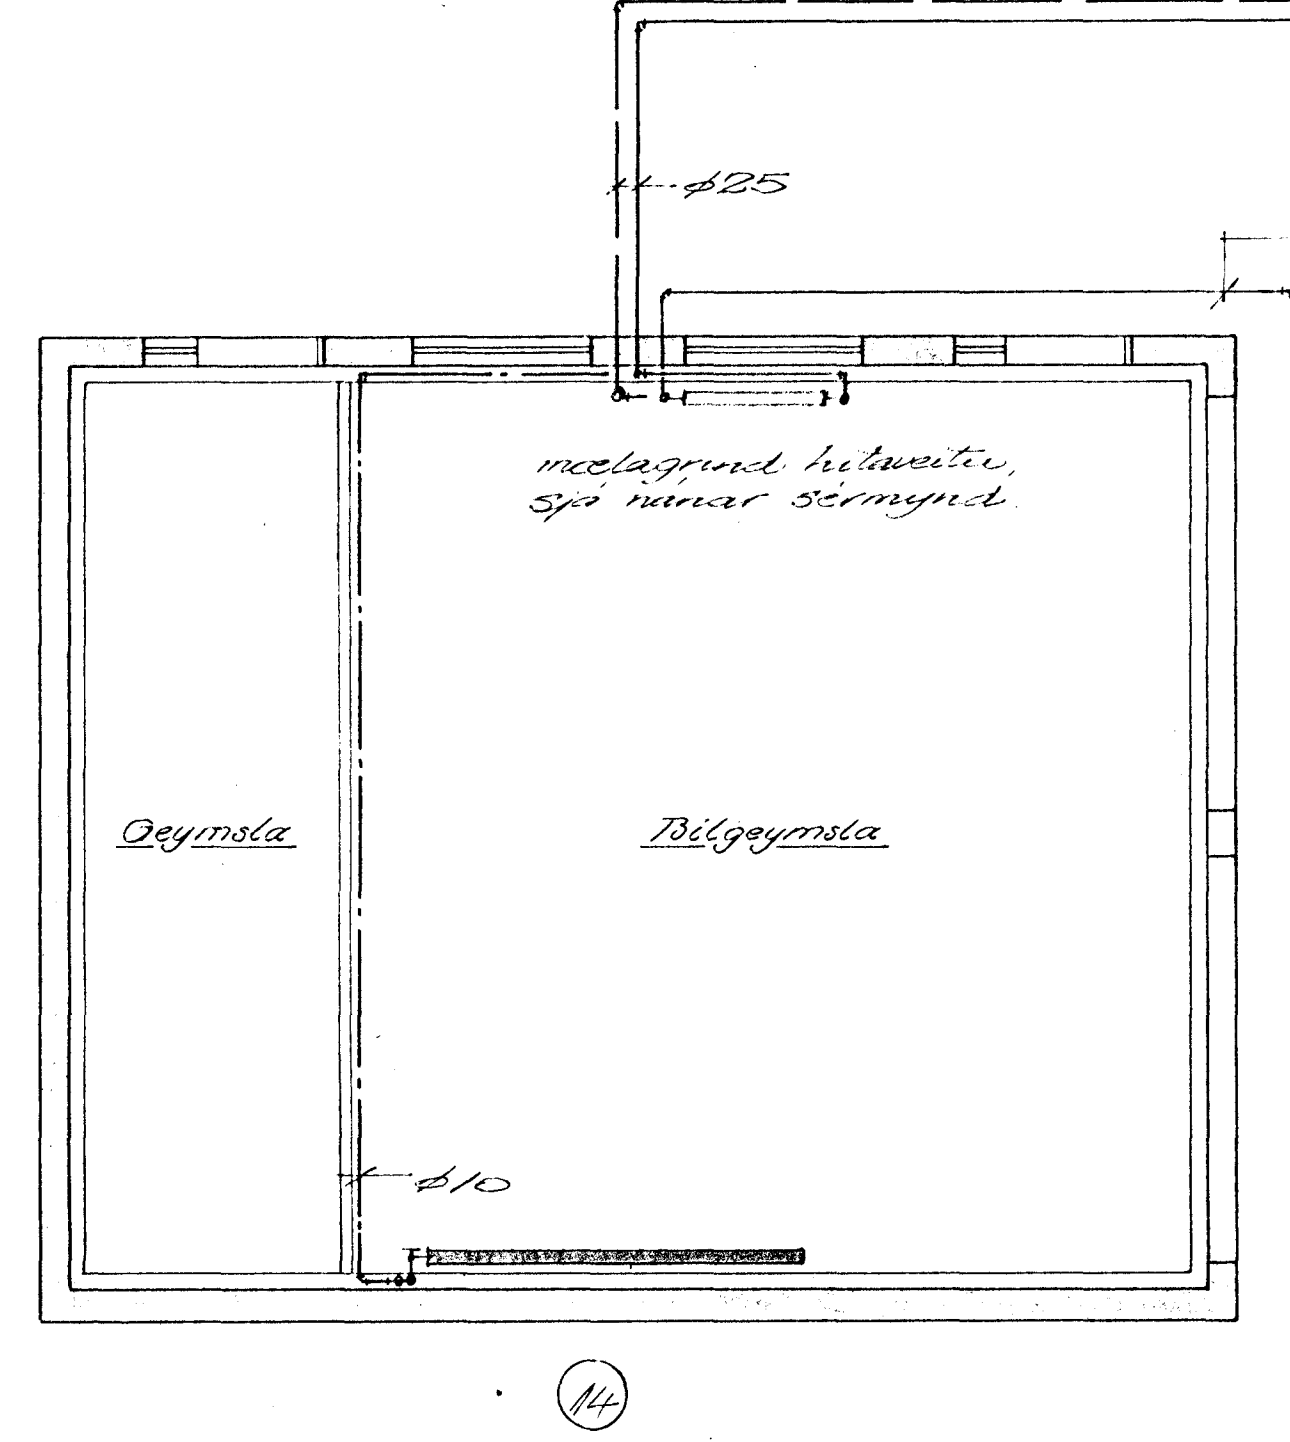 ø25
mælagrind hitaveitu,
sjá nánar sérmynd.
Geymsla
Bílgeymsla
ø10
14